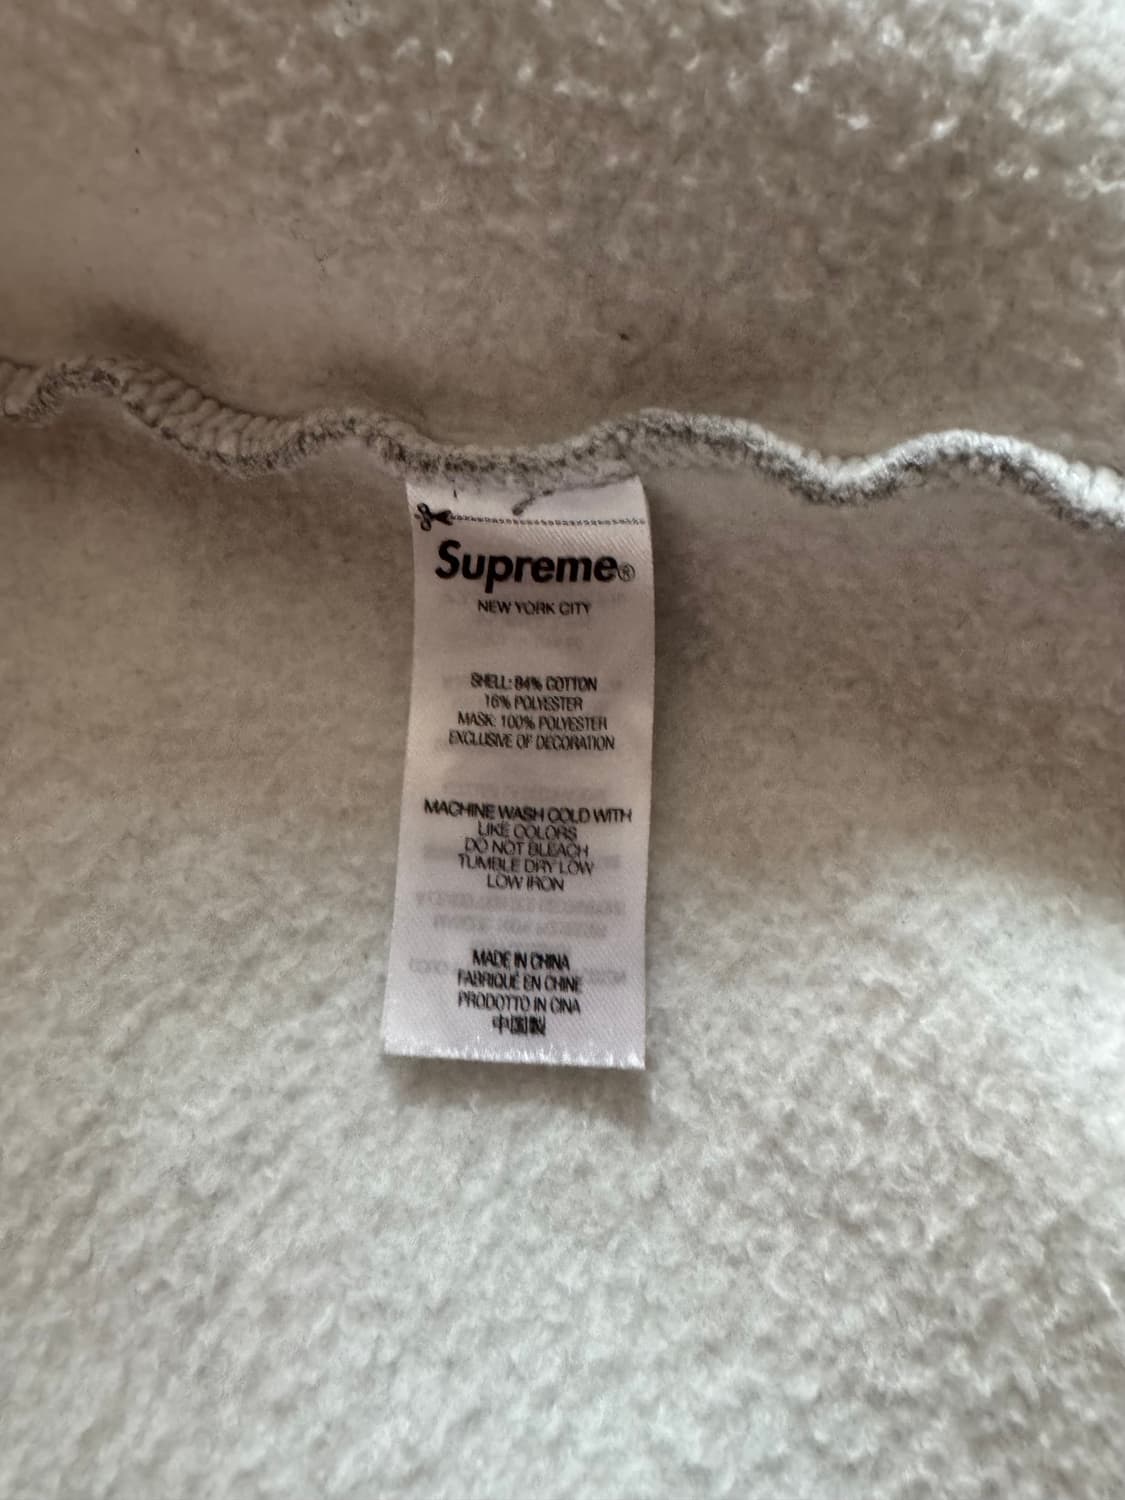 Supreme®
NEW YORK CITY
SHELL: 84% COTTON
16% POLYESTER
MASK: 100% POLYESTER
EXCLUSIVE OF DECORATION
MACHINE WASH COLD WITH
LIKE COLORS
DO NOT BLEACH
TUMBLE DRY LOW
LOW IRON
MADE IN CHINA
FABRIQUÉ EN CHINE
PRODOTTO IN CINA
中国製